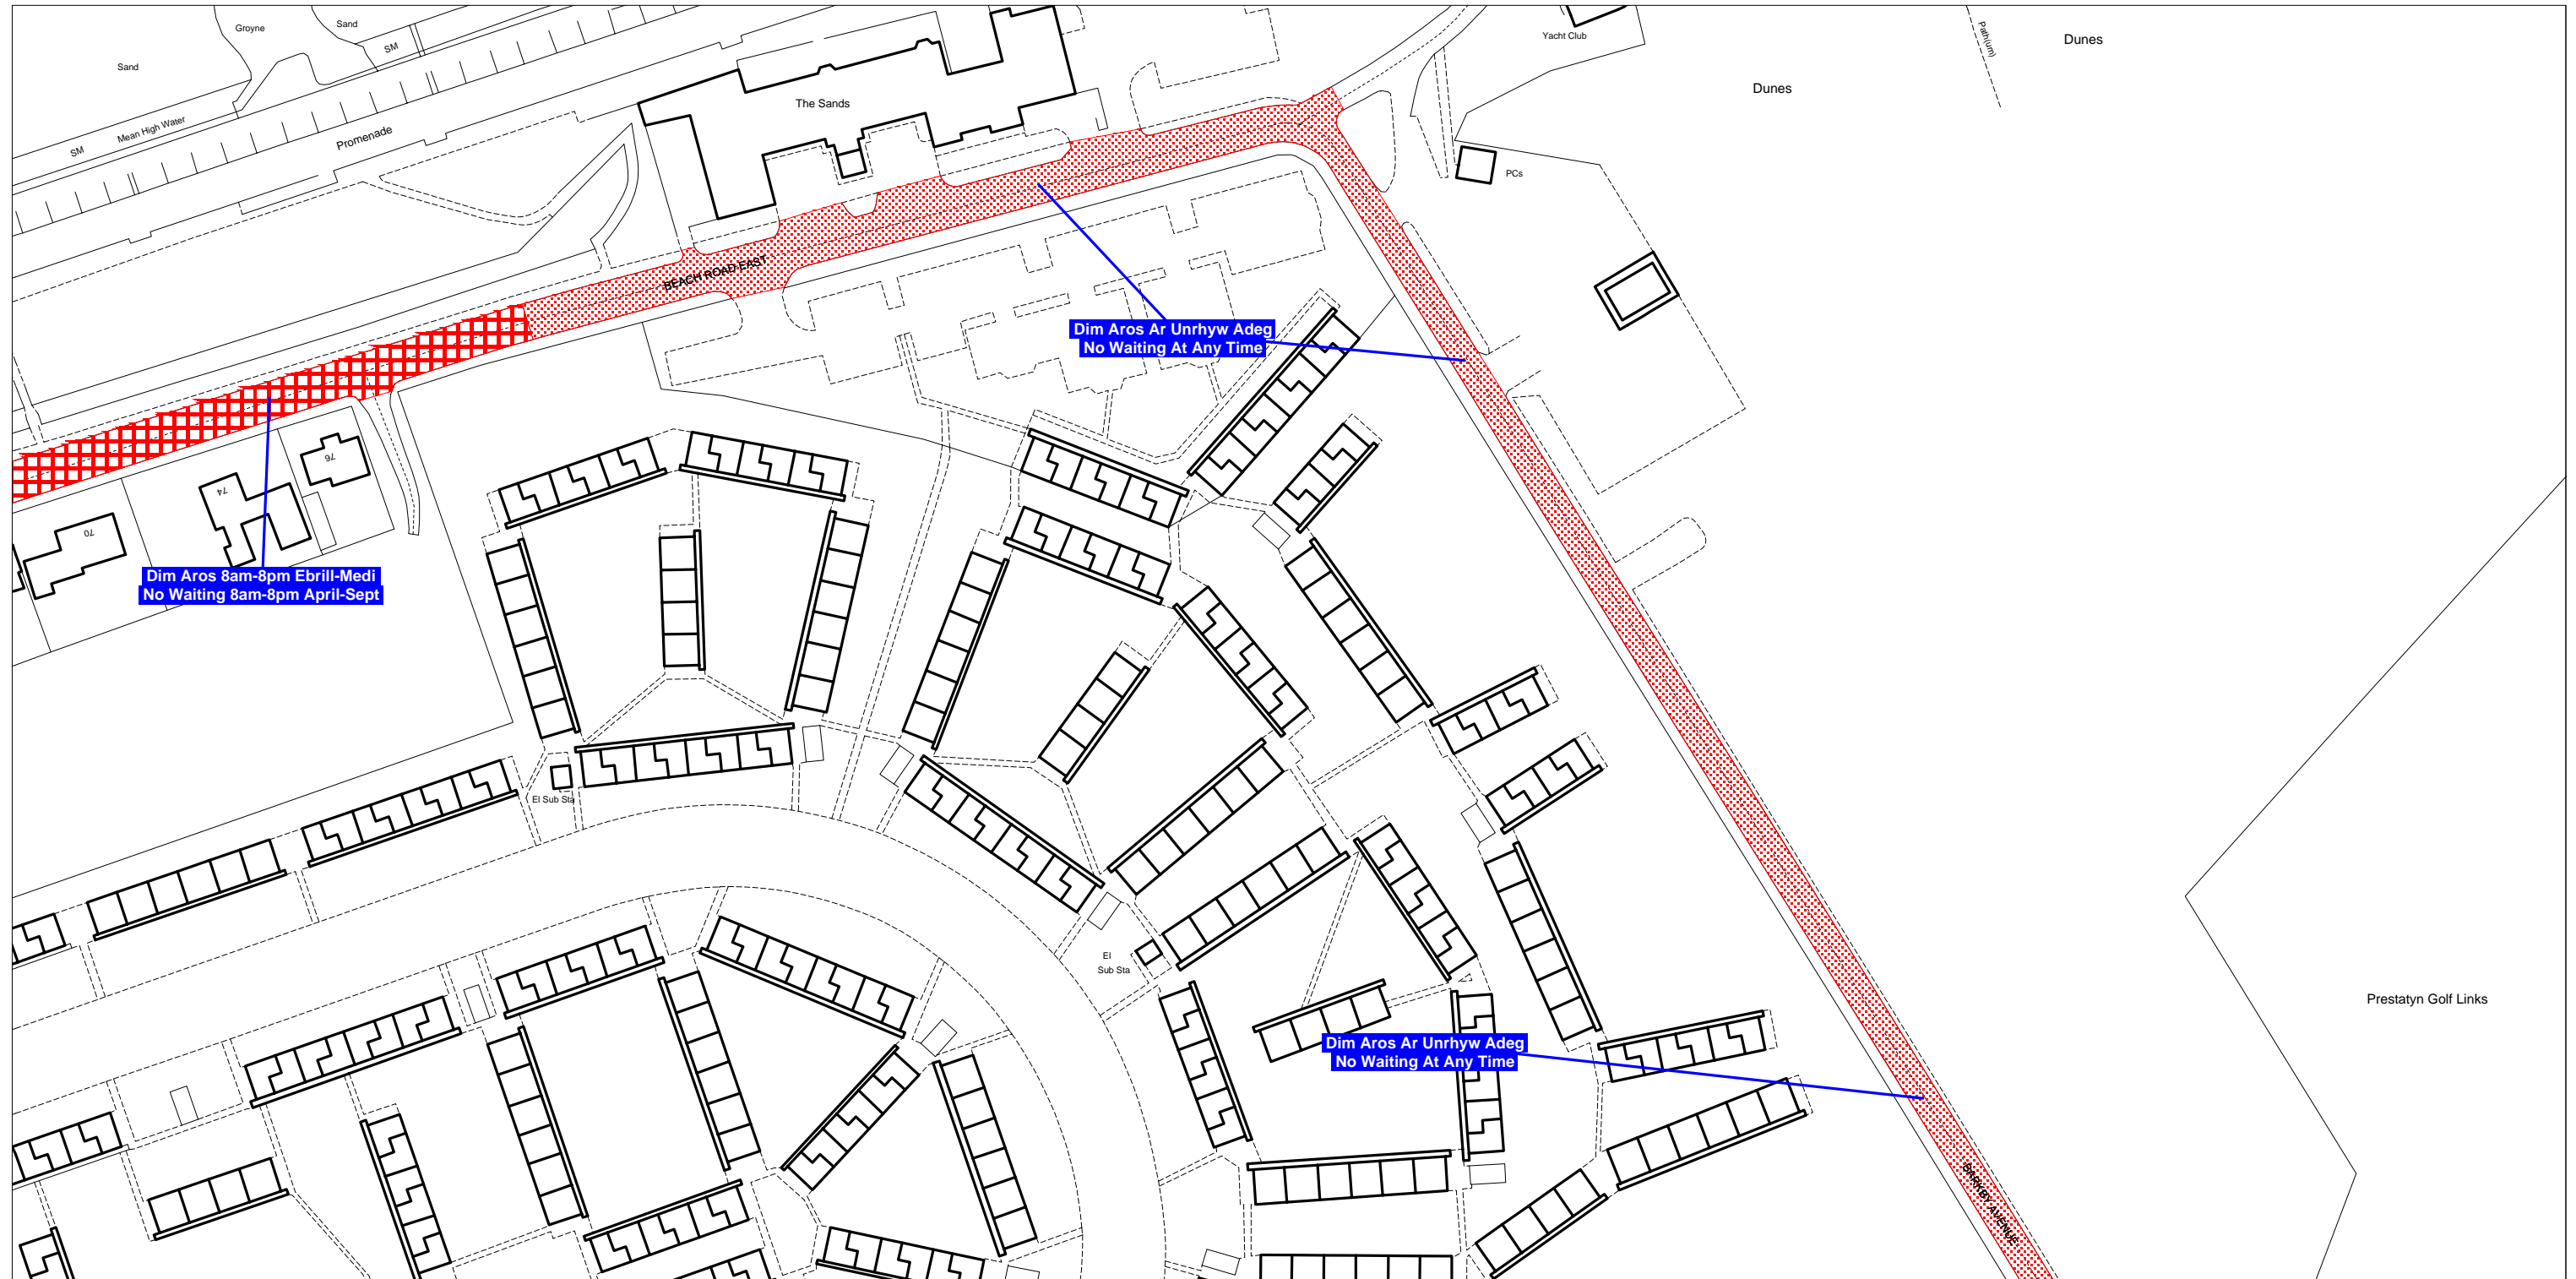 Groyne
Sand
SM
Sand
Mean High Water
SM
Promenade
The Sands
Yacht Club
Path(um)
Dunes
Dunes
PCs
BEACH ROAD EAST
Dim Aros Ar Unrhyw Adeg
No Waiting At Any Time
76
74
70
Dim Aros 8am-8pm Ebrill-Medi
No Waiting 8am-8pm April-Sept
El Sub Sta
El
Sub Sta
Prestatyn Golf Links
Dim Aros Ar Unrhyw Adeg
No Waiting At Any Time
BARKBY AVENUE